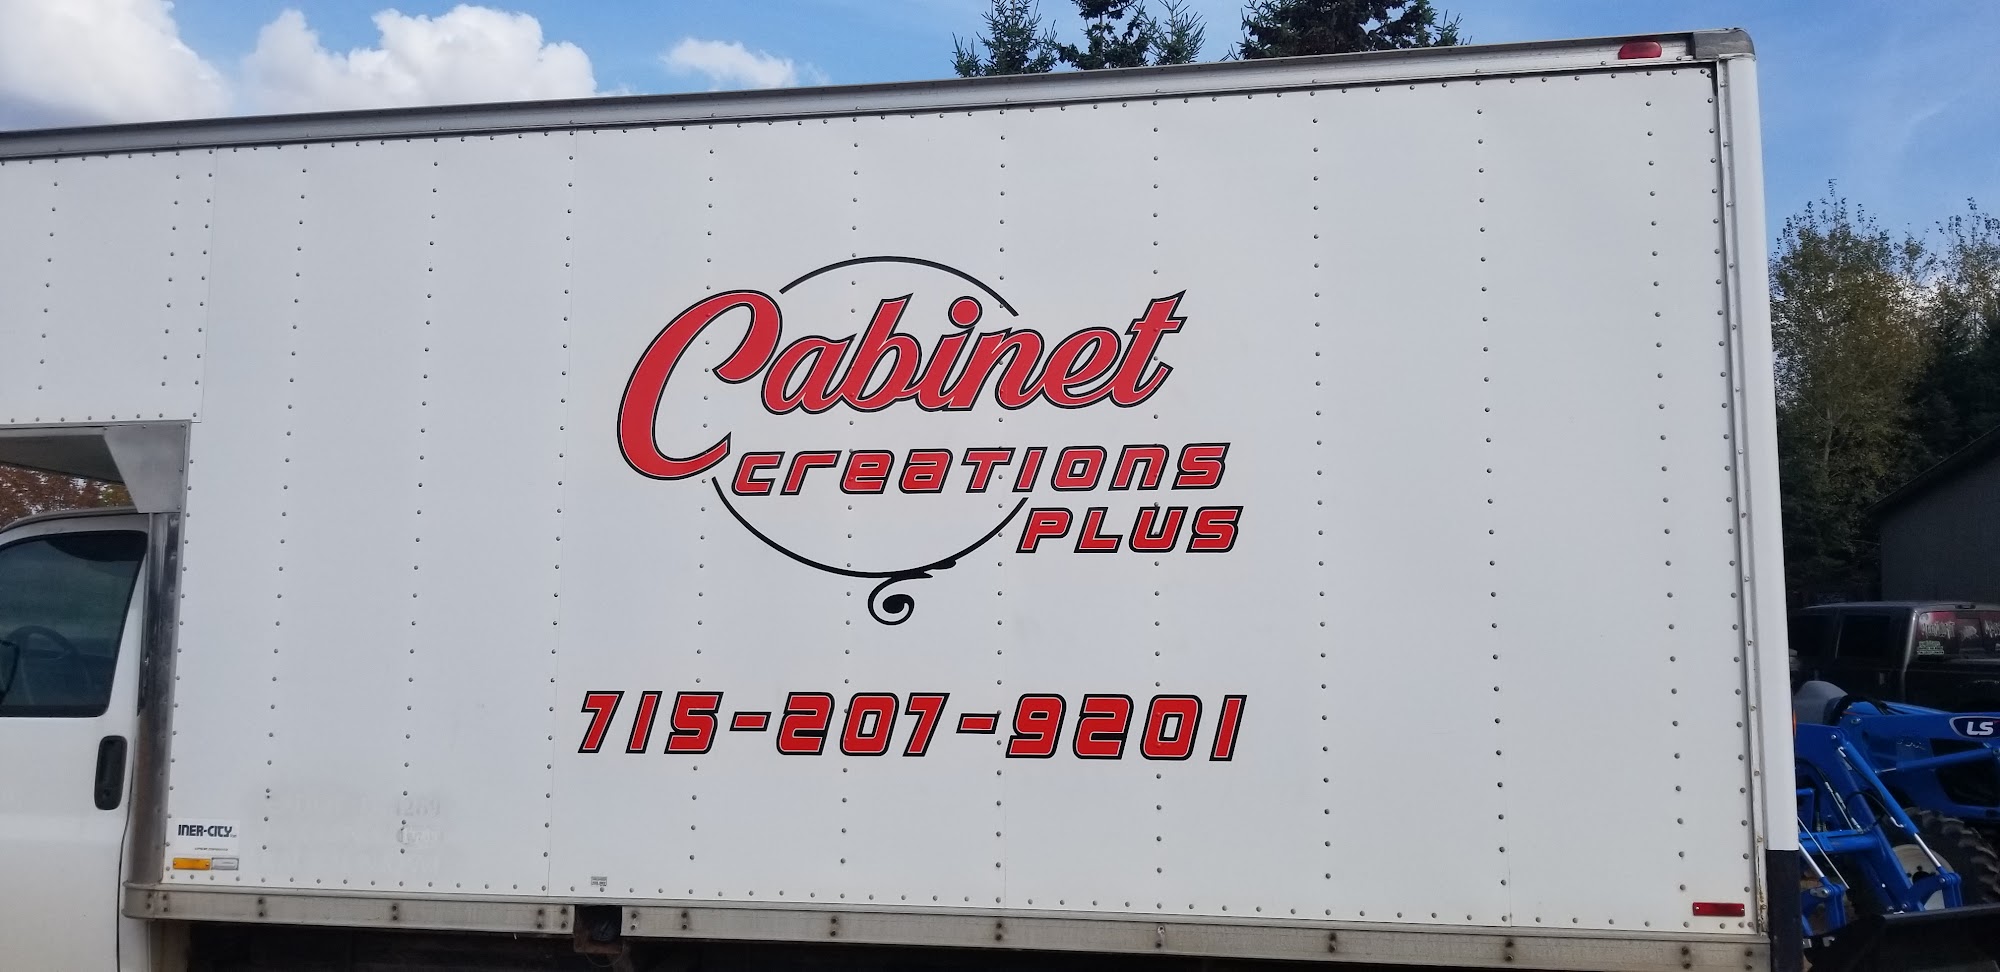 Cabinet
Creations
PLUS
715-207-9201
INER-CITY
LS